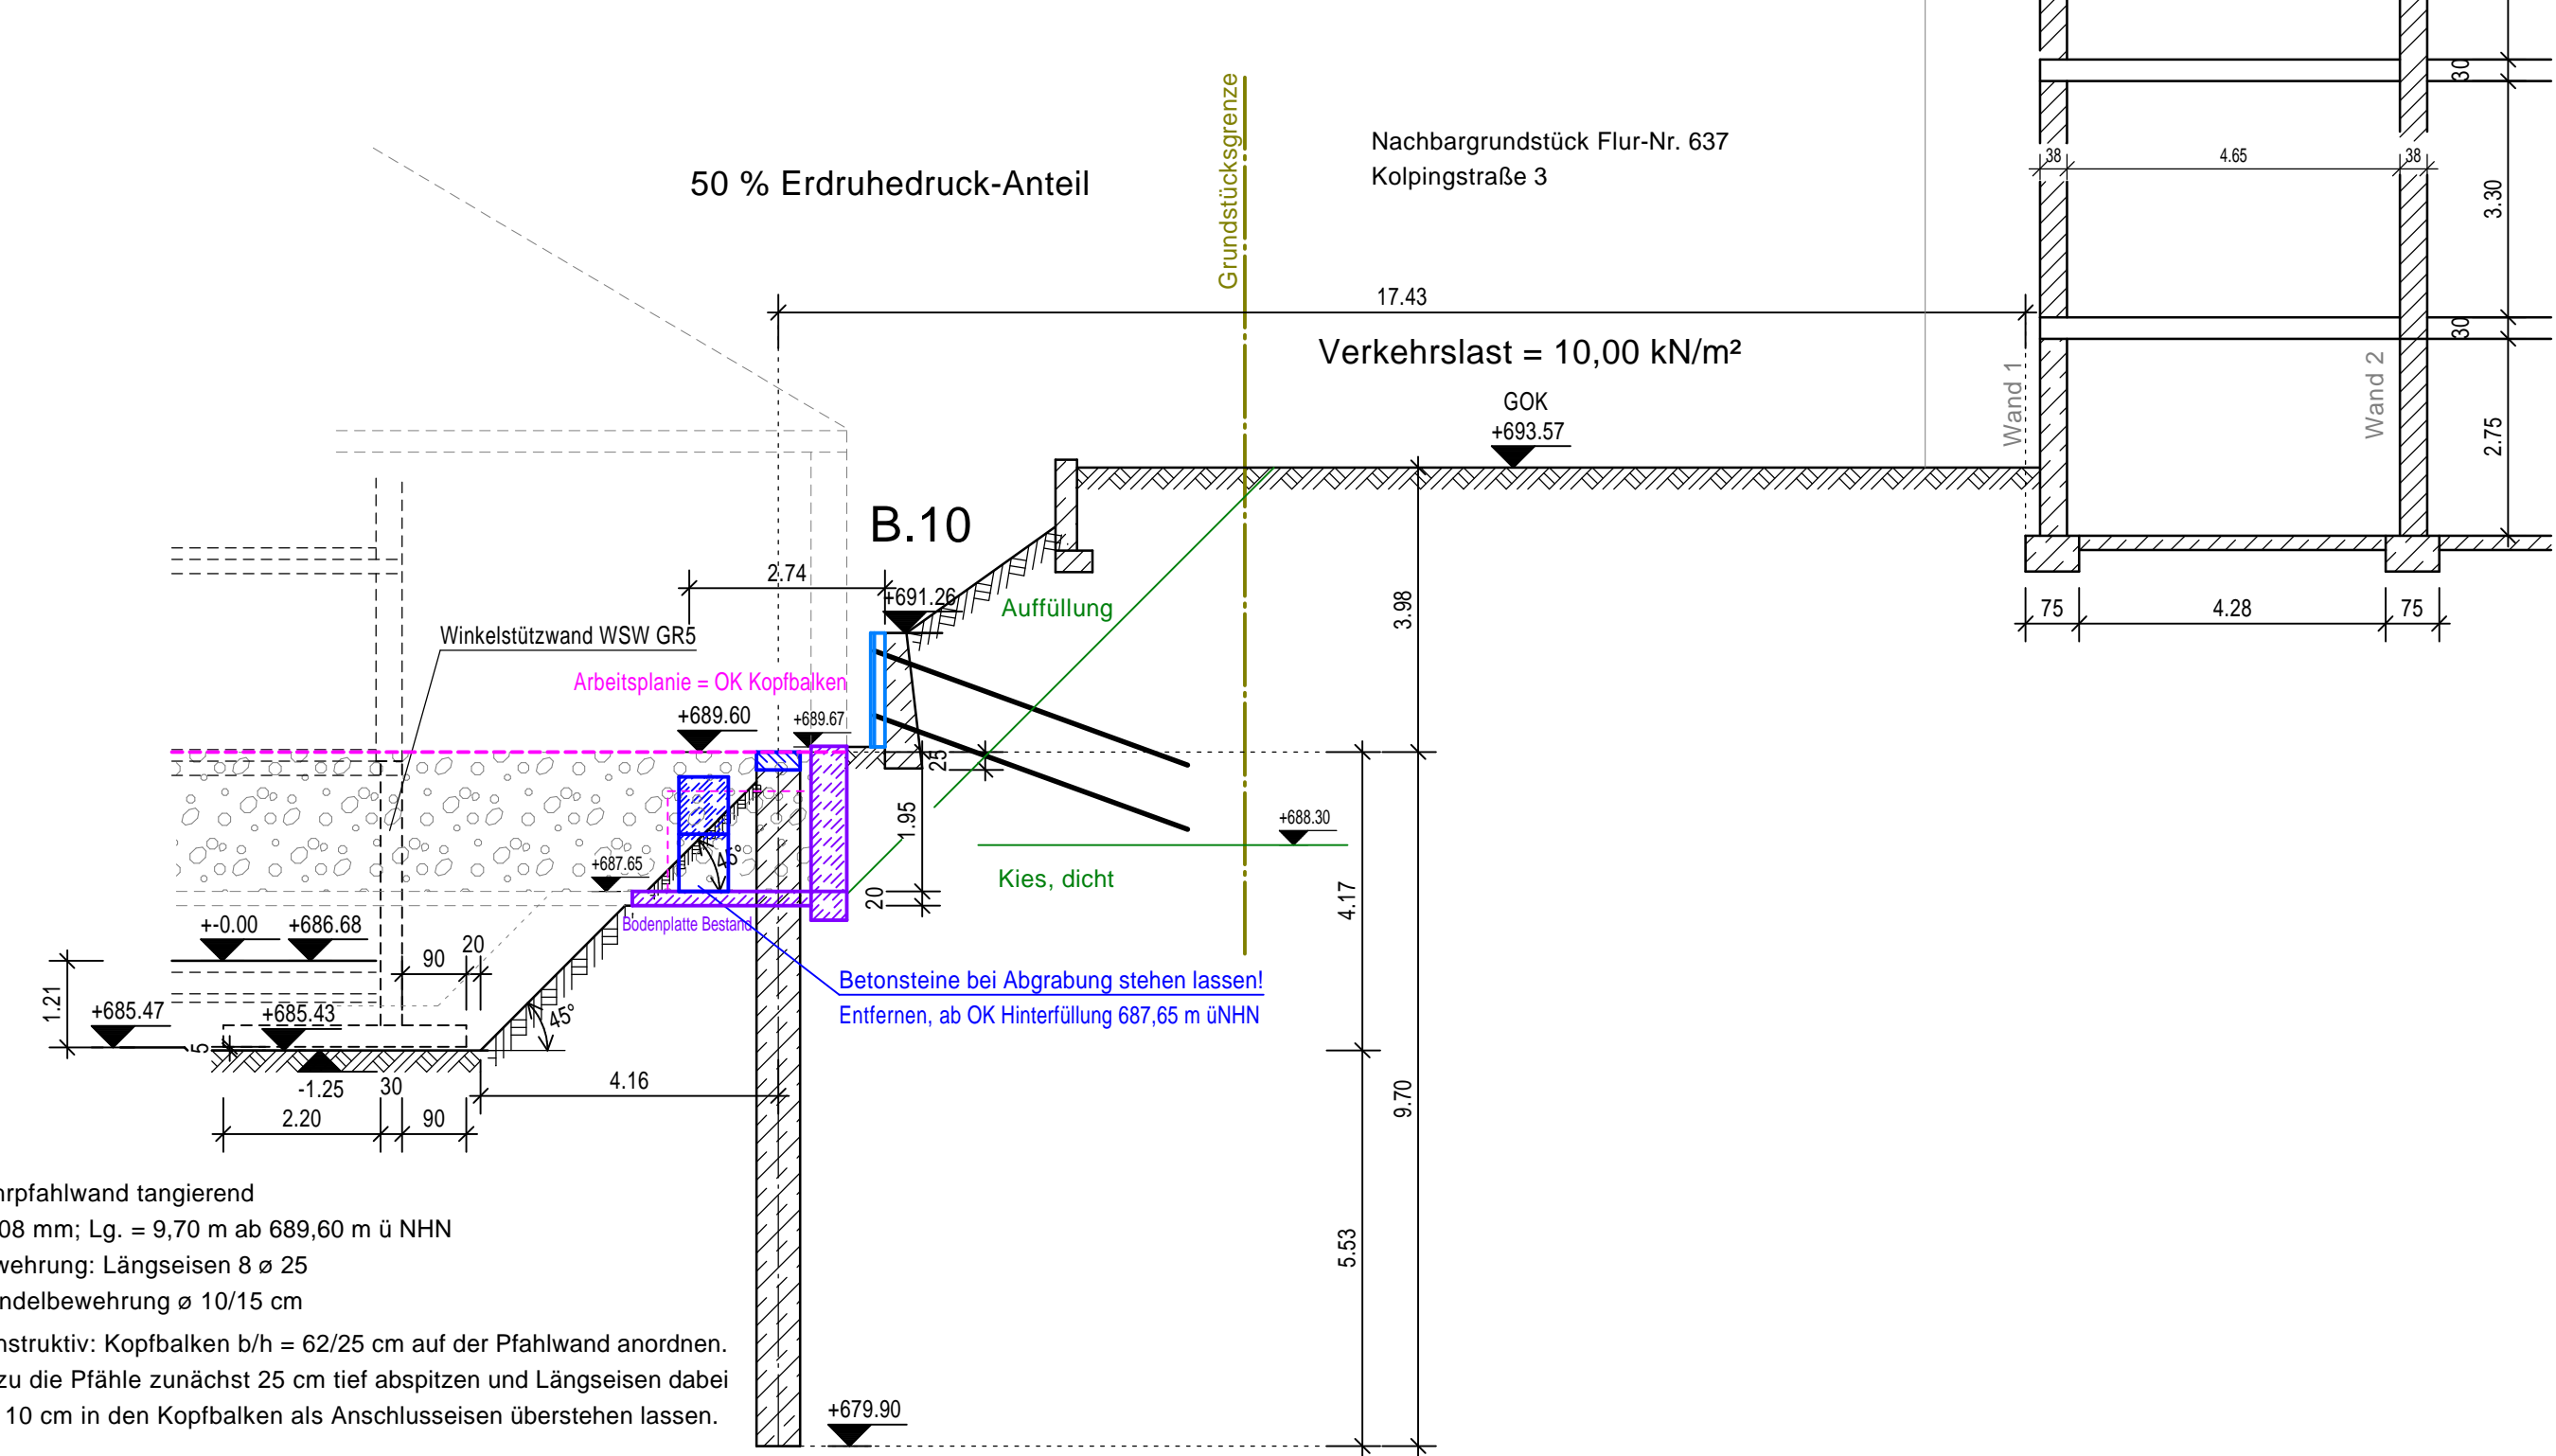 Grundstücksgrenze
Nachbargrundstück Flur-Nr. 637
Kolpingstraße 3
50 % Erdruhedruck-Anteil
30
38
4.65
38
3.30
17.43
Verkehrslast = 10,00 kN/m²
30
GOK
+693.57
Wand 1
Wand 2
2.75
B.10
2.74
+691.26
Auffüllung
3.98
75
4.28
75
Winkelstützwand WSW GR5
Arbeitsplanie = OK Kopfbalken
+689.60
+689.67
25
1.95
+688.30
45°
+687.65
Kies, dicht
20
4.17
Bodenplatte Bestand
+-0.00
+686.68
20
90
Betonsteine bei Abgrabung stehen lassen!
Entfernen, ab OK Hinterfüllung 687,65 m üNHN
1.21
+685.47
+685.43
45°
5
-1.25
30
4.16
2.20
90
9.70
5.53
hrpfahlwand tangierend
08 mm; Lg. = 9,70 m ab 689,60 m ü NHN
wehrung: Längseisen 8 ø 25
ndelbewehrung ø 10/15 cm
nstruktiv: Kopfbalken b/h = 62/25 cm auf der Pfahlwand anordnen.
zu die Pfähle zunächst 25 cm tief abspitzen und Längseisen dabei
10 cm in den Kopfbalken als Anschlusseisen überstehen lassen.
+679.90